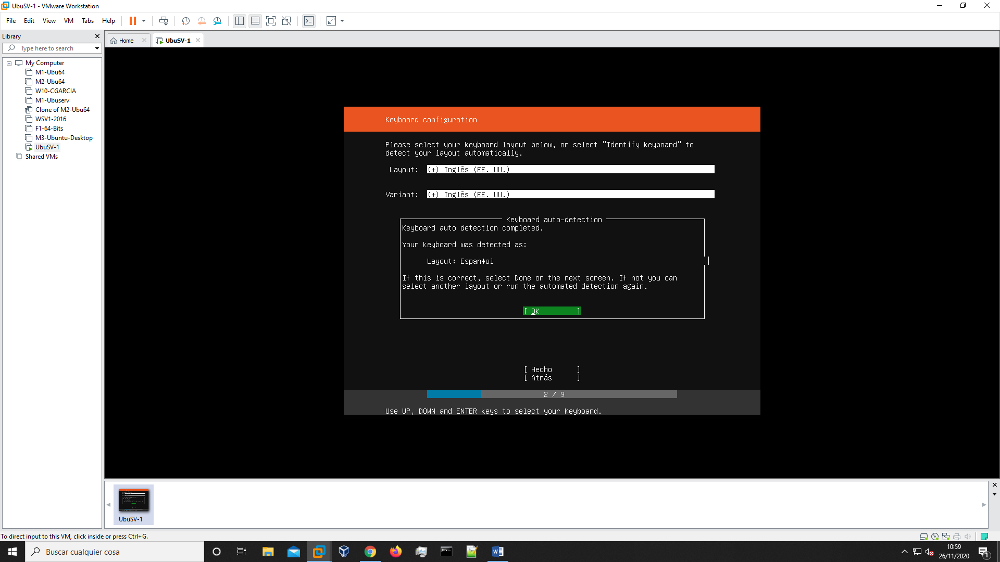 UbuSV-1 - VMware Workstation
File Edit View VM Tabs Help
Library
Home
UbuSV-1
Type here to search
My Computer
M1-Ubu64
M2-Ubu64
W10-CGARCIA
M1-Ubuserv
Clone of M2-Ubu64
WSV1-2016
F1-64-Bits
M3-Ubuntu-Desktop
UbuSV-1
Shared VMs
Keyboard configuration
Please select your keyboard layout below, or select "Identify keyboard" to
detect your layout automatically.
Layout: (+) Inglés (EE. UU.)
Variant: (+) Inglés (EE. UU.)
Keyboard auto-detection
Keyboard auto detection completed.
Your keyboard was detected as:
Layout: Espan♦ol
If this is correct, select Done on the next screen. If not you can
select another layout or run the automated detection again.
[ OK ]
[ Hecho ]
[ Atrás ]
2 / 9
Use UP, DOWN and ENTER keys to select your keyboard.
UbuSV-1
To direct input to this VM, click inside or press Ctrl+G.
Buscar cualquier cosa
10:59
26/11/2020
1